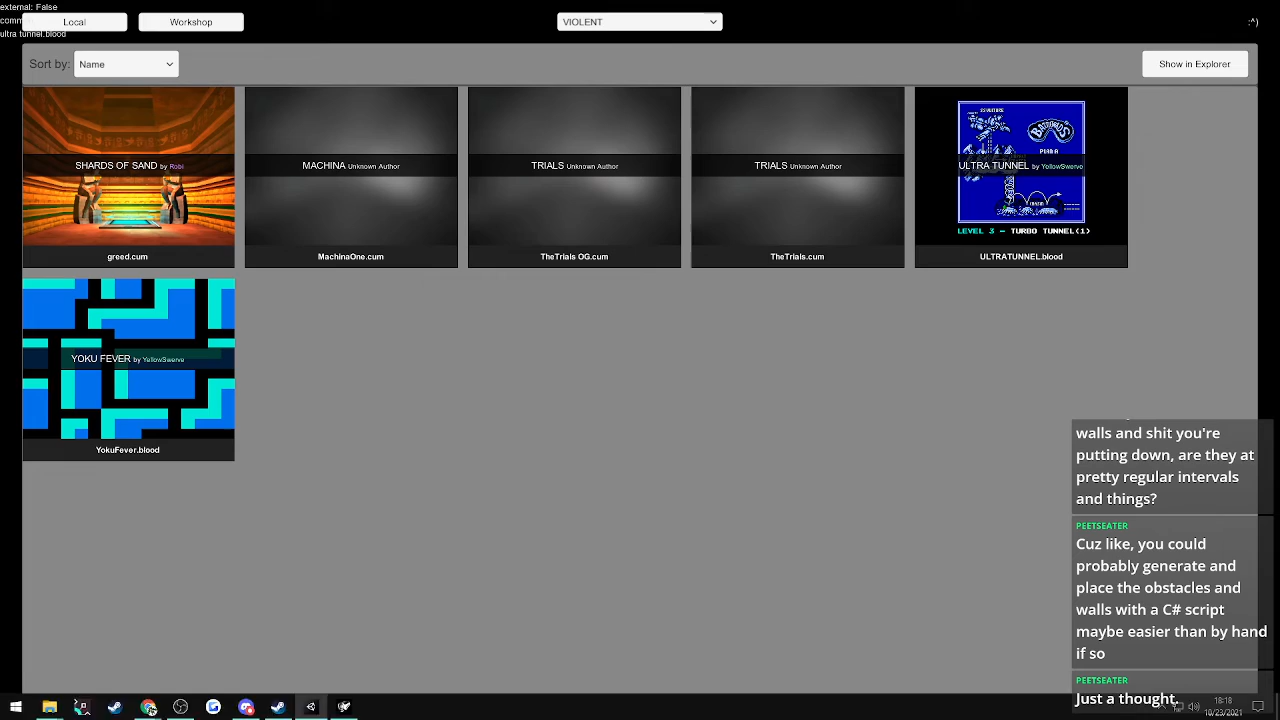 external: False
ultra tunnel.blood
Local
Workshop
VIOLENT
:^)
Sort by:
Name
Show in Explorer
SHARDS OF SAND by Robi
greed.cum
MACHINA Unknown Author
MachinaOne.cum
TRIALS Unknown Author
TheTrials OG.cum
TRIALS Unknown Author
TheTrials.cum
ULTRA TUNNEL by YellowSwerve
LEVEL 3 - TURBO TUNNEL(1)
ULTRATUNNEL.blood
YOKU FEVER by YellowSwerve
YokuFever.blood
walls and shit you're
putting down, are they at
pretty regular intervals
and things?
PEETSEATER
Cuz like, you could
probably generate and
place the obstacles and
walls with a C# script
maybe easier than by hand
if so
PEETSEATER
Just a thought
18:18
10/23/2021